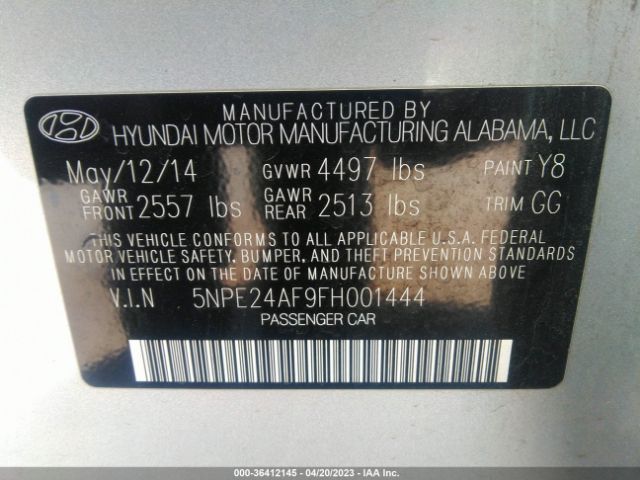 MANUFACTURED BY
HYUNDAI MOTOR MANUFACTURING ALABAMA, LLC
May/12/14 GVWR 4497 lbs PAINT Y8
GAWR FRONT 2557 lbs GAWR REAR 2513 lbs TRIM GG
THIS VEHICLE CONFORMS TO ALL APPLICABLE U.S.A. FEDERAL
MOTOR VEHICLE SAFETY, BUMPER, AND THEFT PREVENTION STANDARDS
IN EFFECT ON THE DATE OF MANUFACTURE SHOWN ABOVE.
V.I.N 5NPE24AF9FH001444
PASSENGER CAR
000-36412145 - 04/20/2023 - IAA Inc.